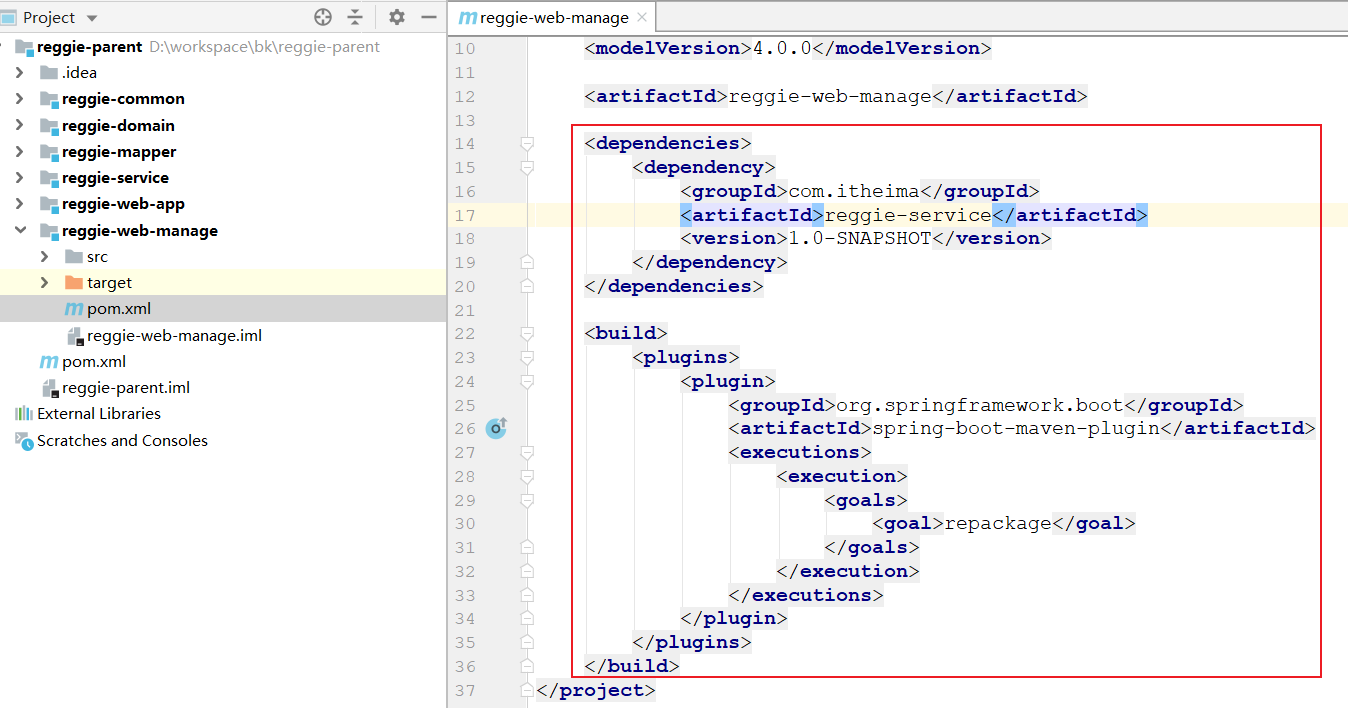 Project
reggie-parent D:\workspace\bk\reggie-parent
.idea
reggie-common
reggie-domain
reggie-mapper
reggie-service
reggie-web-app
reggie-web-manage
src
target
pom.xml
reggie-web-manage.iml
pom.xml
reggie-parent.iml
External Libraries
Scratches and Consoles
reggie-web-manage
10 <modelVersion>4.0.0</modelVersion>
11
12 <artifactId>reggie-web-manage</artifactId>
13
14 <dependencies>
15 <dependency>
16 <groupId>com.itheima</groupId>
17 <artifactId>reggie-service</artifactId>
18 <version>1.0-SNAPSHOT</version>
19 </dependency>
20 </dependencies>
21
22 <build>
23 <plugins>
24 <plugin>
25 <groupId>org.springframework.boot</groupId>
26 <artifactId>spring-boot-maven-plugin</artifactId>
27 <executions>
28 <execution>
29 <goals>
30 <goal>repackage</goal>
31 </goals>
32 </execution>
33 </executions>
34 </plugin>
35 </plugins>
36 </build>
37 </project>